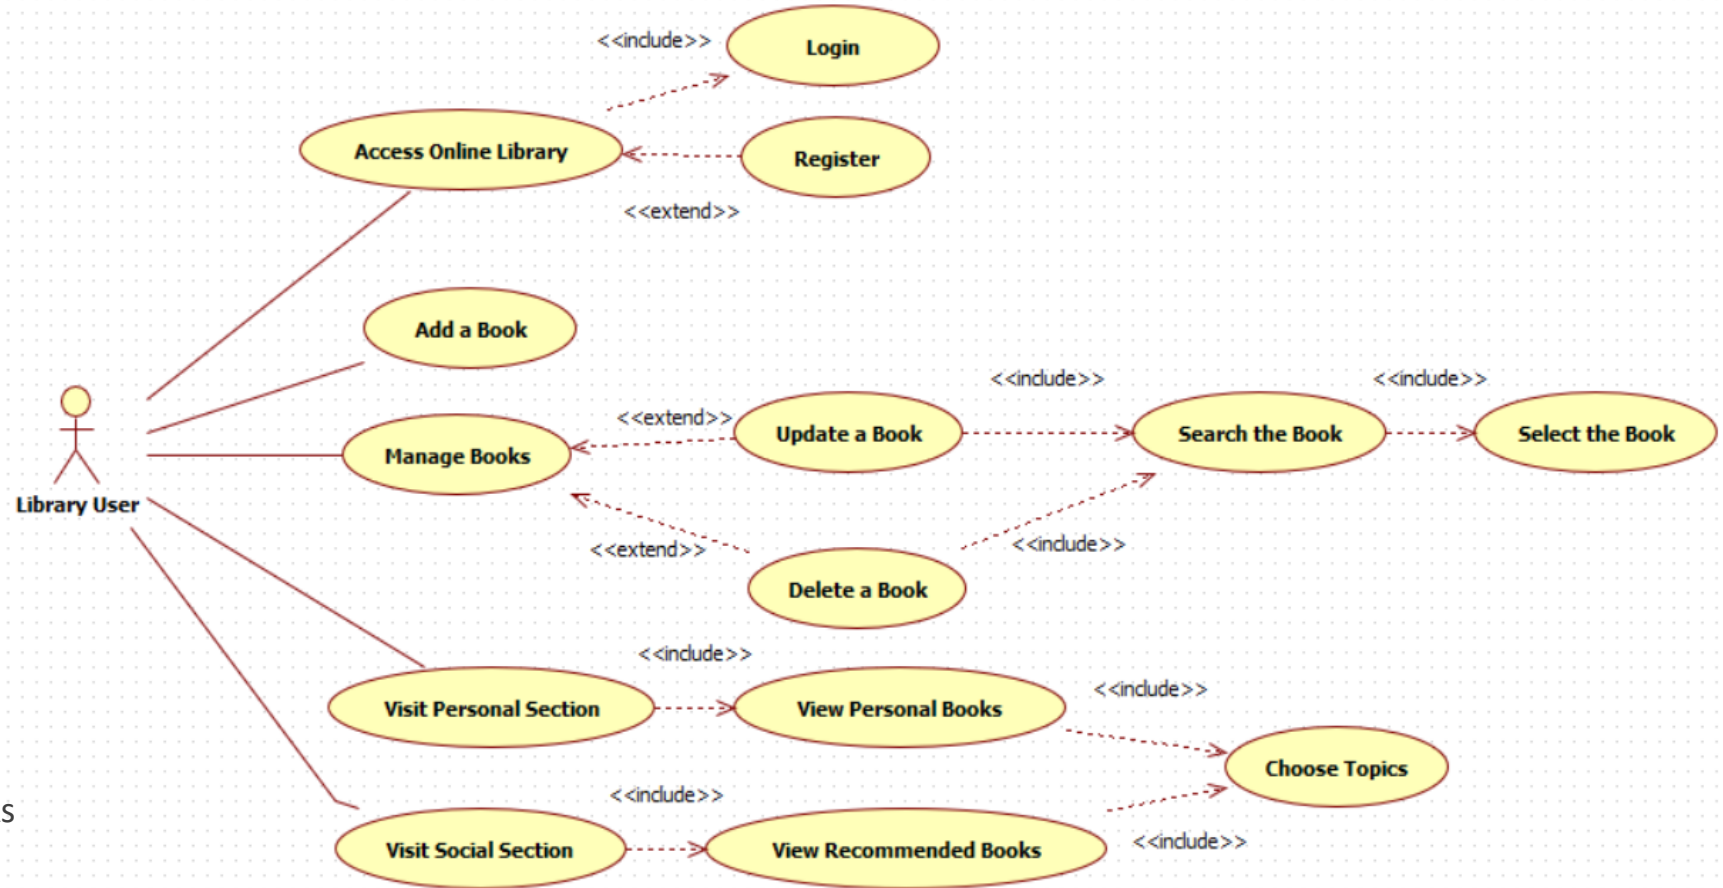 <<include>>
Login
Access Online Library
Register
<<extend>>
Add a Book
<<include>>
<<include>>
<<extend>>
Update a Book
Search the Book
Select the Book
Manage Books
Library User
<<extend>>
<<include>>
Delete a Book
<<include>>
<<include>>
Visit Personal Section
View Personal Books
Choose Topics
<<include>>
s
<<include>>
Visit Social Section
View Recommended Books